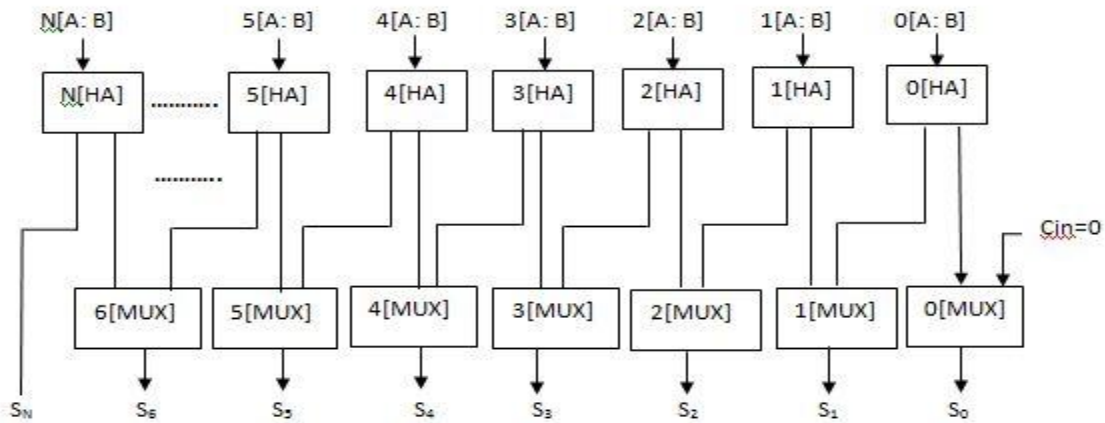 N[A: B] 5[A: B] 4[A: B] 3[A: B] 2[A: B] 1[A: B] 0[A: B]
N[HA] ........... 5[HA] 4[HA] 3[HA] 2[HA] 1[HA] 0[HA]
...........
Cin=0
6[MUX] 5[MUX] 4[MUX] 3[MUX] 2[MUX] 1[MUX] 0[MUX]
Sₙ S₆ S₅ S₄ S₃ S₂ S₁ S₀